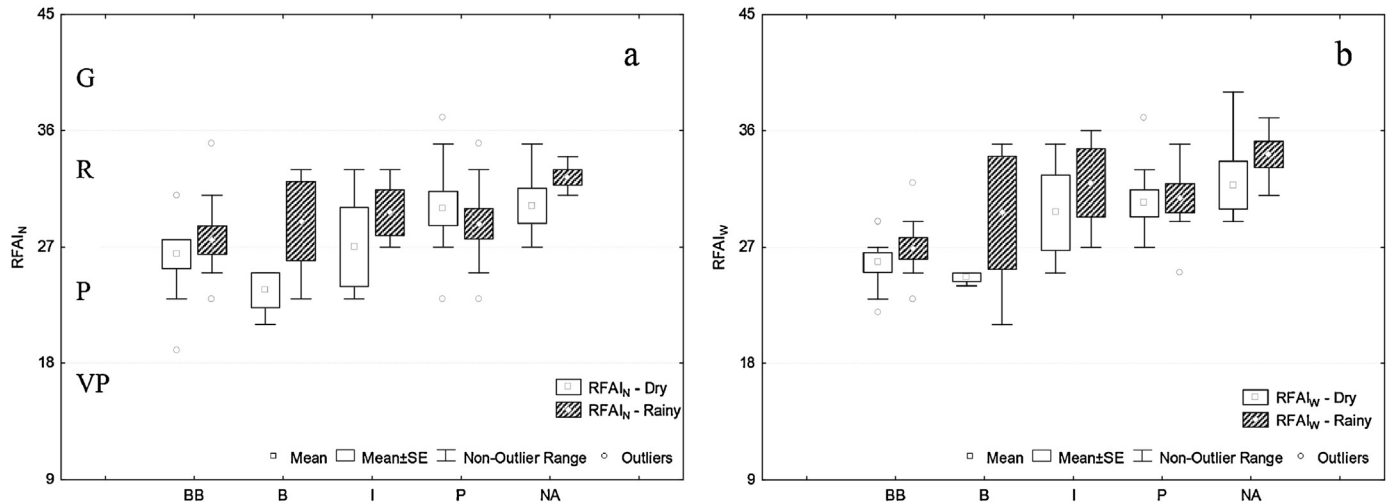 45
36
27
18
9
RFAI_N
G
R
P
VP
a
RFAI_N - Dry
RFAI_N - Rainy
Mean Mean±SE Non-Outlier Range Outliers
BB B I P NA
45
36
27
18
9
RFAI_W
b
RFAI_W - Dry
RFAI_W - Rainy
Mean Mean±SE Non-Outlier Range Outliers
BB B I P NA